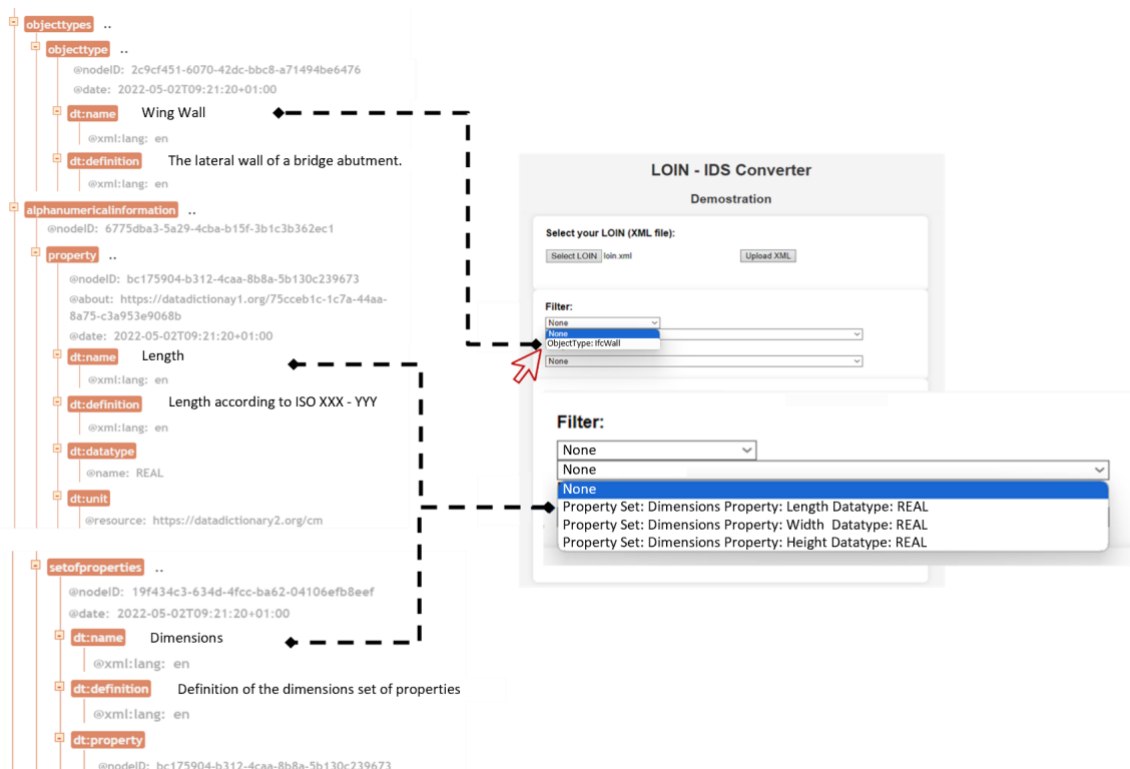 objecttypes ..
objecttype ..
@nodeID: 2c9cf451-6070-42dc-bbc8-a71494be6476
@date: 2022-05-02T09:21:20+01:00
dt:name Wing Wall
@xml:lang: en
dt:definition The lateral wall of a bridge abutment.
@xml:lang: en
alphanumericalinformation ..
@nodeID: 6775dba3-5a29-4cba-b15f-3b1c3b362ec1
property ..
@nodeID: bc175904-b312-4caa-8b8a-5b130c239673
@about: https://datadictionay1.org/75cceb1c-1c7a-44aa-
8a75-c3a953e9068b
@date: 2022-05-02T09:21:20+01:00
dt:name Length
@xml:lang: en
dt:definition Length according to ISO XXX - YYY
@xml:lang: en
dt:datatype
@name: REAL
dt:unit
@resource: https://datadictionary2.org/cm
setofproperties ..
@nodeID: 19f434c3-634d-4fcc-ba62-04106efb8eef
@date: 2022-05-02T09:21:20+01:00
dt:name Dimensions
@xml:lang: en
dt:definition Definition of the dimensions set of properties
@xml:lang: en
dt:property
@nodeID: bc175904-b312-4caa-8b8a-5b130c239673
LOIN - IDS Converter
Demostration
Select your LOIN (XML file):
Select LOIN loin.xml Upload XML
Filter:
None
None
ObjectType: IfcWall
None
Filter:
None
None
None
Property Set: Dimensions Property: Length Datatype: REAL
Property Set: Dimensions Property: Width Datatype: REAL
Property Set: Dimensions Property: Height Datatype: REAL